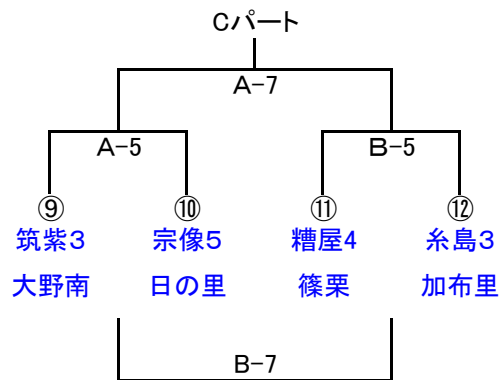 Cパート
A-7
A-5 B-5
⑨ ⑩ ⑪ ⑫
筑紫3 宗像5 糟屋4 糸島3
大野南 日の里 篠栗 加布里
B-7